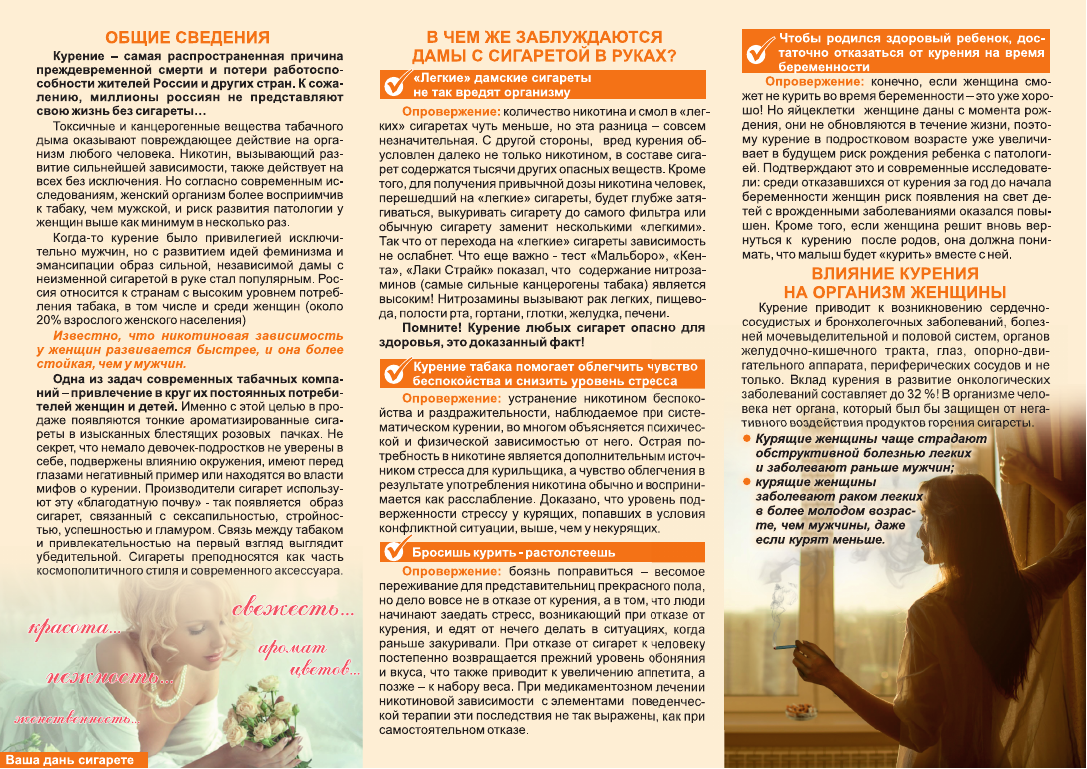 ОБЩИЕ СВЕДЕНИЯ
Курение – самая распространенная причина
преждевременной смерти и потери работоспо-
собности жителей России и других стран. К сожа-
лению, миллионы россиян не представляют
свою жизнь без сигареты…
Токсичные и канцерогенные вещества табачного
дыма оказывают повреждающее действие на орга-
низм любого человека. Никотин, вызывающий раз-
витие сильнейшей зависимости, также действует на
всех без исключения. Но согласно современным ис-
следованиям, женский организм более восприимчив
к табаку, чем мужской, и риск развития патологии у
женщин выше как минимум в несколько раз.
Когда-то курение было привилегией исключи-
тельно мужчин, но с развитием идей феминизма и
эмансипации образ сильной, независимой дамы с
неизменной сигаретой в руке стал популярным. Рос-
сия относится к странам с высоким уровнем потреб-
ления табака, в том числе и среди женщин (около
20% взрослого женского населения)
Известно, что никотиновая зависимость
у женщин развивается быстрее, и она более
стойкая, чем у мужчин.
Одна из задач современных табачных компа-
ний – привлечение в круг их постоянных потреби-
телей женщин и детей. Именно с этой целью в про-
даже появляются тонкие ароматизированные сига-
реты в изысканных блестящих розовых пачках. Не
секрет, что немало девочек-подростков не уверены в
себе, подвержены влиянию окружения, имеют перед
глазами негативный пример или находятся во власти
мифов о курении. Производители сигарет использу-
ют эту «благодатную почву» - так появляется образ
сигарет, связанный с сексапильностью, стройнос-
тью, успешностью и гламуром. Связь между табаком
и привлекательностью на первый взгляд выглядит
убедительной. Сигареты преподносятся как часть
космополитичного стиля и современного аксессуара.
свежесть...
красота...
аромат
цветов...
нежность...
женственность...
Ваша дань сигарете
В ЧЕМ ЖЕ ЗАБЛУЖДАЮТСЯ
ДАМЫ С СИГАРЕТОЙ В РУКАХ?
«Легкие» дамские сигареты
не так вредят организму
Опровержение: количество никотина и смол в «лег-
ких» сигаретах чуть меньше, но эта разница – совсем
незначительная. С другой стороны, вред курения об-
условлен далеко не только никотином, в составе сига-
рет содержатся тысячи других опасных веществ. Кроме
того, для получения привычной дозы никотина человек,
перешедший на «легкие» сигареты, будет глубже затя-
гиваться, выкуривать сигарету до самого фильтра или
обычную сигарету заменит несколькими «легкими».
Так что от перехода на «легкие» сигареты зависимость
не ослабнет. Что еще важно - тест «Мальборо», «Кен-
та», «Лаки Страйк» показал, что содержание нитроза-
минов (самые сильные канцерогены табака) является
высоким! Нитрозамины вызывают рак легких, пищево-
да, полости рта, гортани, глотки, желудка, печени.
Помните! Курение любых сигарет опасно для
здоровья, это доказанный факт!
Курение табака помогает облегчить чувство
беспокойства и снизить уровень стресса
Опровержение: устранение никотином беспоко-
йства и раздражительности, наблюдаемое при систе-
матическом курении, во многом объясняется психичес-
кой и физической зависимостью от него. Острая по-
требность в никотине является дополнительным источ-
ником стресса для курильщика, а чувство облегчения в
результате употребления никотина обычно и восприни-
мается как расслабление. Доказано, что уровень под-
верженности стрессу у курящих, попавших в условия
конфликтной ситуации, выше, чем у некурящих.
Бросишь курить - растолстеешь
Опровержение: боязнь поправиться – весомое
переживание для представительниц прекрасного пола,
но дело вовсе не в отказе от курения, а в том, что люди
начинают заедать стресс, возникающий при отказе от
курения, и едят от нечего делать в ситуациях, когда
раньше закуривали. При отказе от сигарет к человеку
постепенно возвращается прежний уровень обоняния
и вкуса, что также приводит к увеличению аппетита, а
позже – к набору веса. При медикаментозном лечении
никотиновой зависимости с элементами поведенчес-
кой терапии эти последствия не так выражены, как при
самостоятельном отказе.
Чтобы родился здоровый ребенок, дос-
таточно отказаться от курения на время
беременности
Опровержение: конечно, если женщина смо-
жет не курить во время беременности – это уже хоро-
шо! Но яйцеклетки женщине даны с момента рож-
дения, они не обновляются в течение жизни, поэто-
му курение в подростковом возрасте уже увеличи-
вает в будущем риск рождения ребенка с патологи-
ей. Подтверждают это и современные исследовате-
ли: среди отказавшихся от курения за год до начала
беременности женщин риск появления на свет де-
тей с врожденными заболеваниями оказался повы-
шен. Кроме того, если женщина решит вновь вер-
нуться к курению после родов, она должна пони-
мать, что малыш будет «курить» вместе с ней.
ВЛИЯНИЕ КУРЕНИЯ
НА ОРГАНИЗМ ЖЕНЩИНЫ
Курение приводит к возникновению сердечно-
сосудистых и бронхолегочных заболеваний, болез-
ней мочевыделительной и половой систем, органов
желудочно-кишечного тракта, глаз, опорно-дви-
гательного аппарата, периферических сосудов и не
только. Вклад курения в развитие онкологических
заболеваний составляет до 32 %! В организме чело-
века нет органа, который был бы защищен от нега-
тивного воздействия продуктов горения сигареты.
● Курящие женщины чаще страдают
обструктивной болезнью легких
и заболевают раньше мужчин;
● курящие женщины
заболевают раком легких
в более молодом возрас-
те, чем мужчины, даже
если курят меньше.